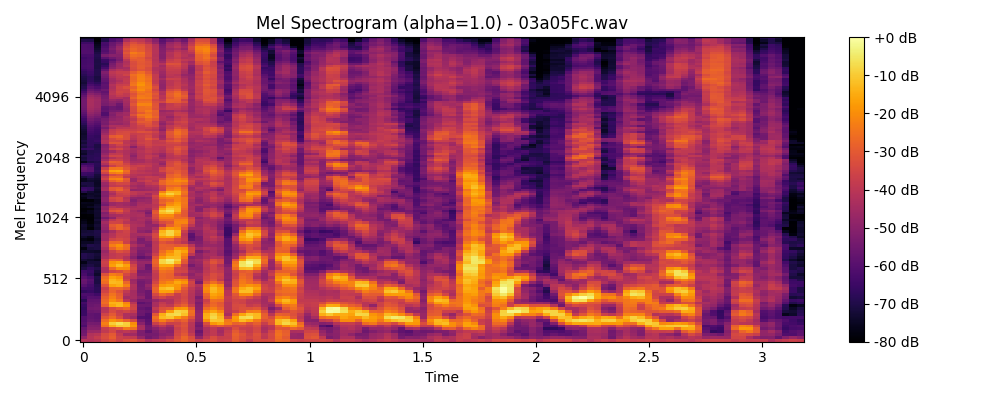 Mel Spectrogram (alpha=1.0) - 03a05Fc.wav
+0 dB
-10 dB
-20 dB
-30 dB
-40 dB
-50 dB
-60 dB
-70 dB
-80 dB
Mel Frequency
4096
2048
1024
512
0
0 0.5 1 1.5 2 2.5 3
Time